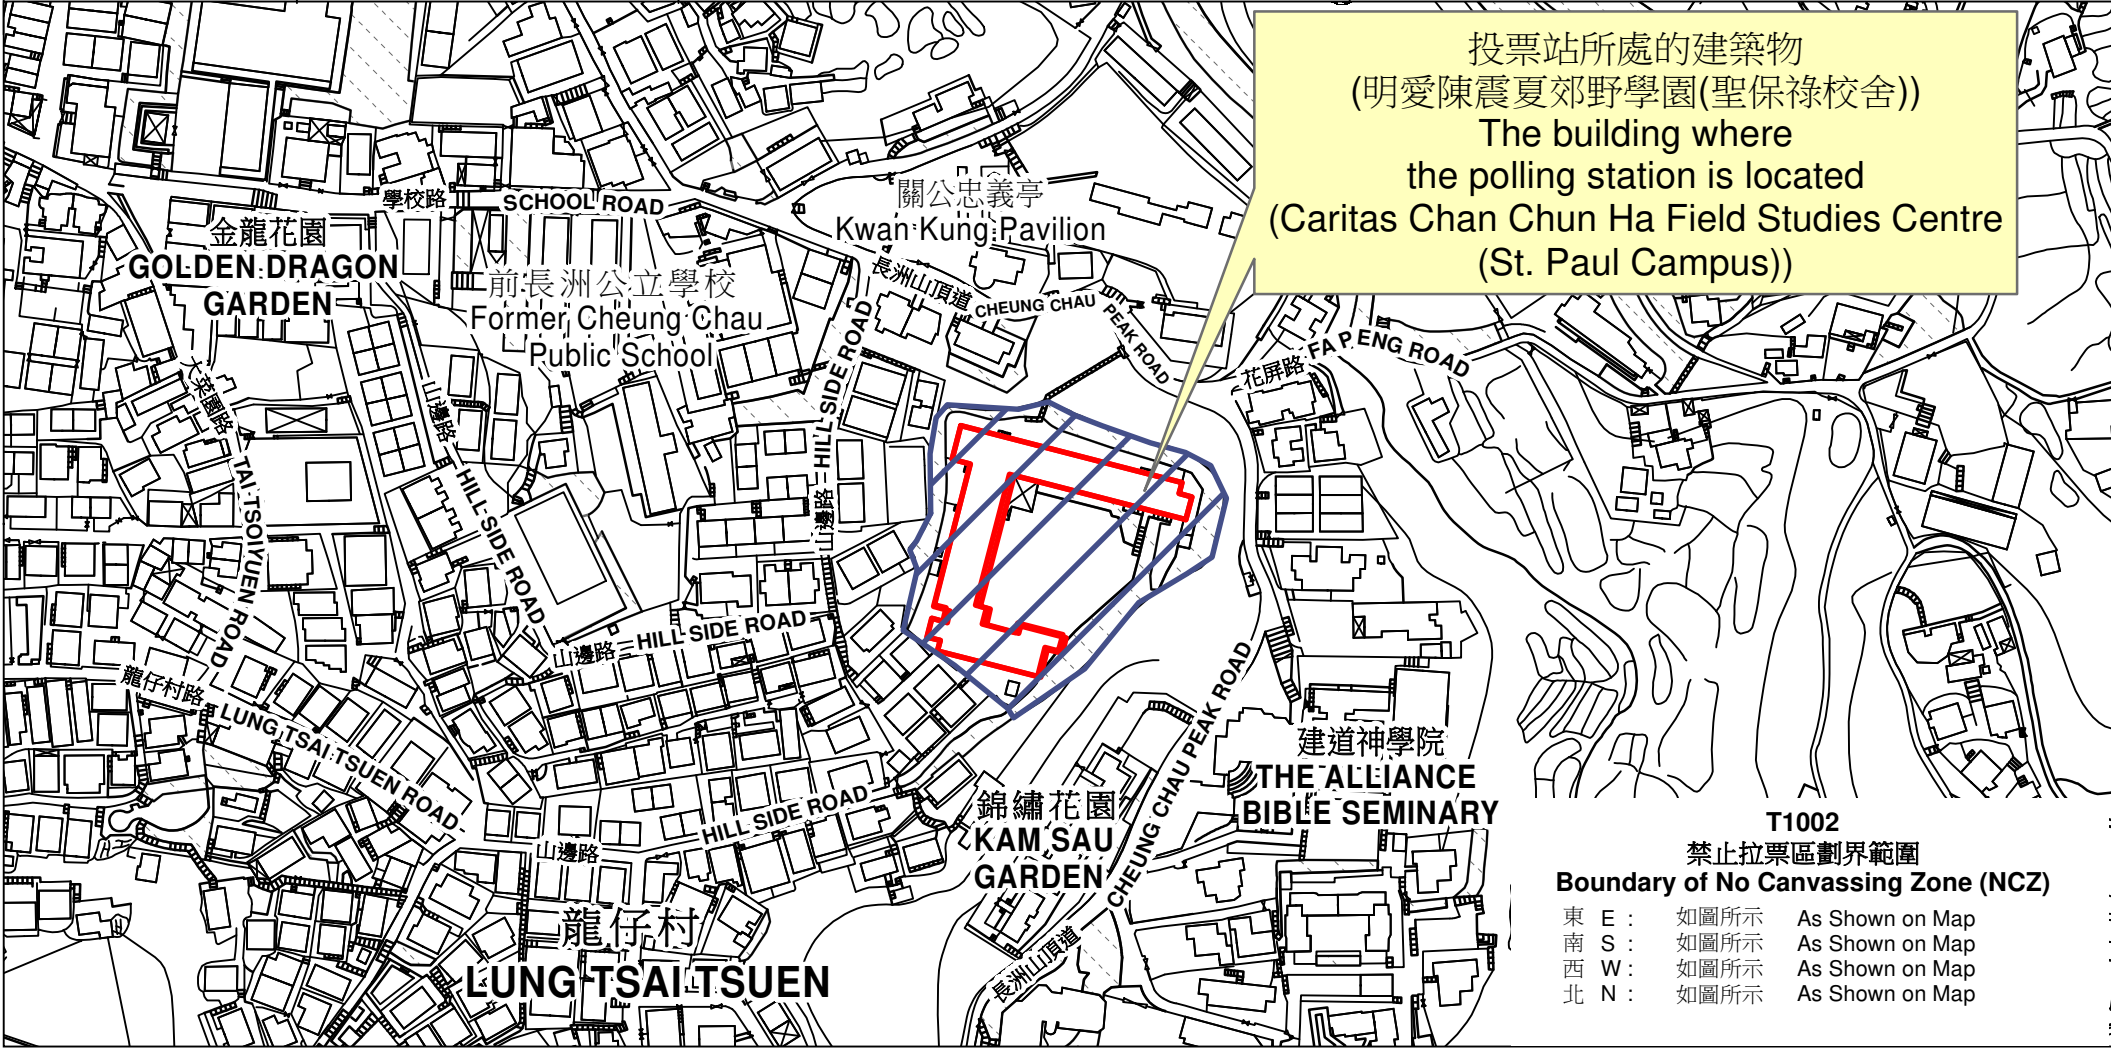 投票站所處的建築物
(明愛陳震夏郊野學園(聖保祿校舍))
The building where
the polling station is located
(Caritas Chan Chun Ha Field Studies Centre
(St. Paul Campus))
學校路
SCHOOL ROAD
關公忠義亭
Kwan Kung Pavilion
金龍花園
GOLDEN DRAGON
GARDEN
前長洲公立學校
Former Cheung Chau
Public School
長洲山頂道
CHEUNG CHAU
PEAK ROAD
花屏路
FA PENG ROAD
山邊路
HILL SIDE ROAD
大菜園路
TAI TSOI YUEN ROAD
山邊路
HILL SIDE ROAD
山邊路
HILL SIDE ROAD
龍仔村路
LUNG TSAI TSUEN ROAD
山邊路
HILL SIDE ROAD
龍仔村
LUNG TSAI TSUEN
錦繡花園
KAM SAU
GARDEN
長洲山頂道
CHEUNG CHAU PEAK ROAD
建道神學院
THE ALLIANCE
BIBLE SEMINARY
T1002
禁止拉票區劃界範圍
Boundary of No Canvassing Zone (NCZ)
東 E : 如圖所示 As Shown on Map
南 S : 如圖所示 As Shown on Map
西 W : 如圖所示 As Shown on Map
北 N : 如圖所示 As Shown on Map